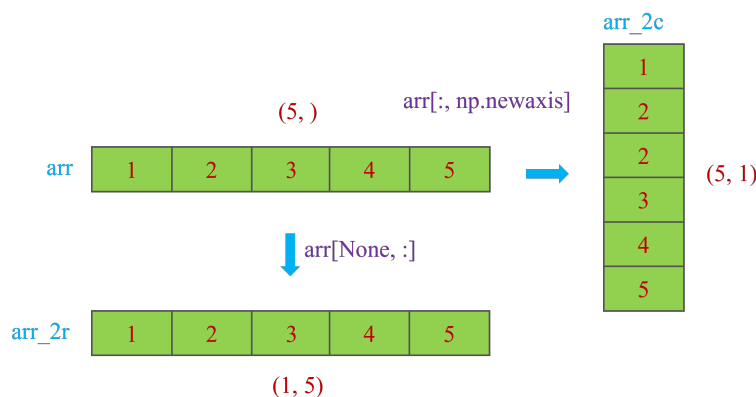 arr_2c
1
2
2
3
4
5
(5, 1)
arr[:, np.newaxis]
(5, )
arr
1 2 3 4 5
arr[None, :]
arr_2r
1 2 3 4 5
(1, 5)